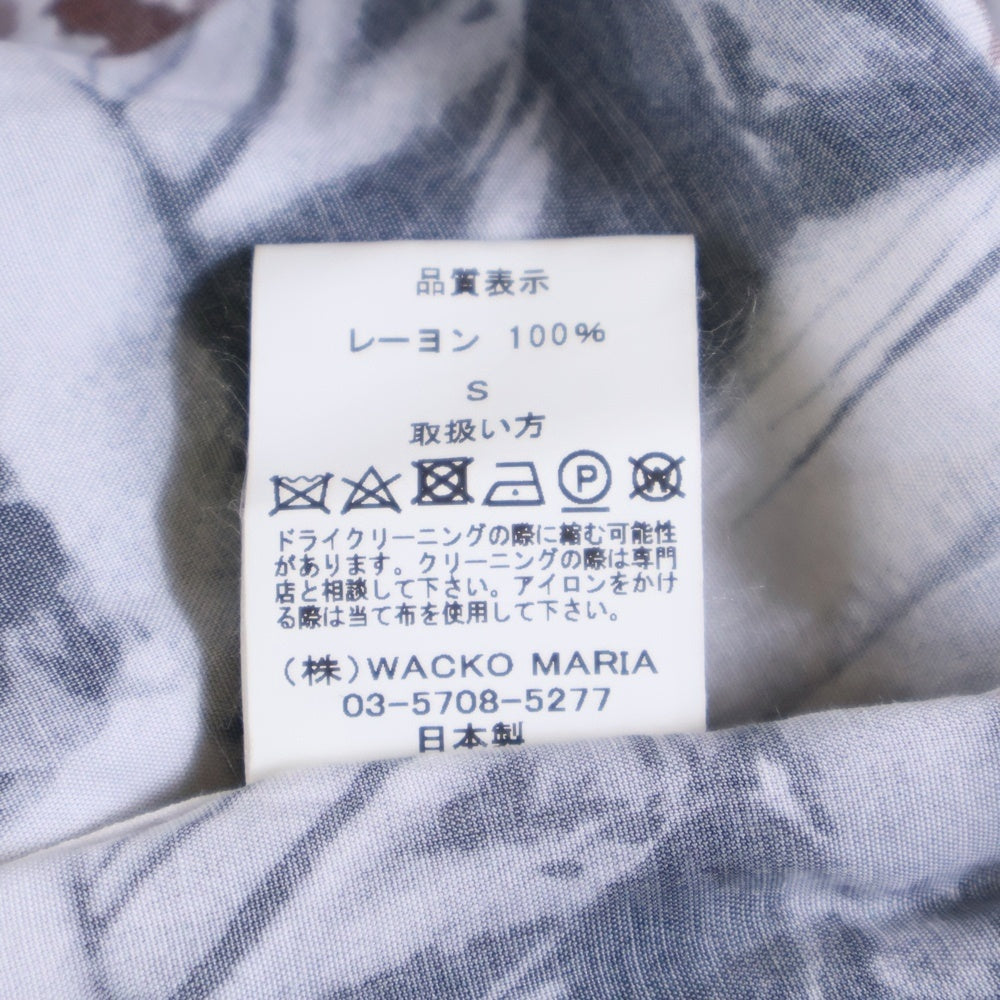 品質表示
レーヨン 100%
S
取扱い方
P W
ドライクリーニングの際に縮む可能性
があります。クリーニングの際は専門
店と相談して下さい。アイロンをかけ
る際は当て布を使用して下さい。
(株)WACKO MARIA
03-5708-5277
日本製